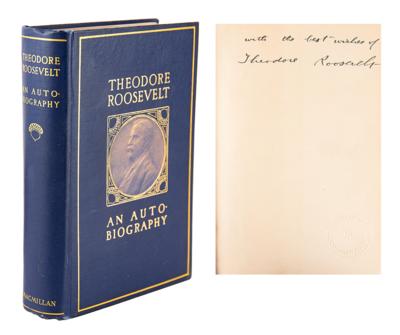 THEODORE
ROOSEVELT
AN AUTO-
BIOGRAPHY
MACMILLAN
THEODORE
ROOSEVELT
AN AUTO-
BIOGRAPHY
with the best wishes of
Theodore Roosevelt